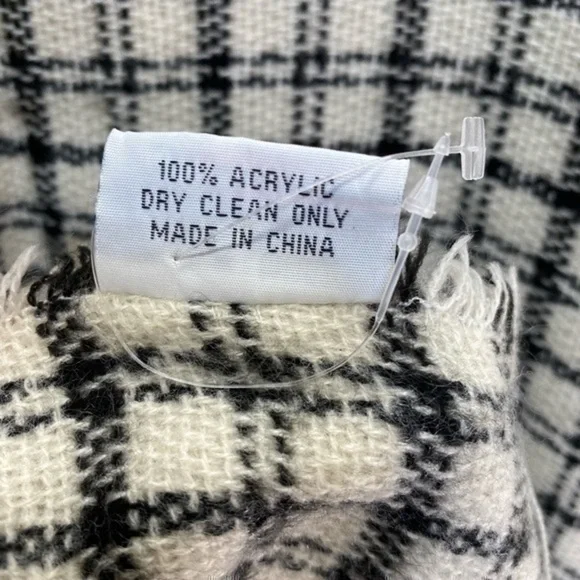 100% ACRYLIC
DRY CLEAN ONLY
MADE IN CHINA